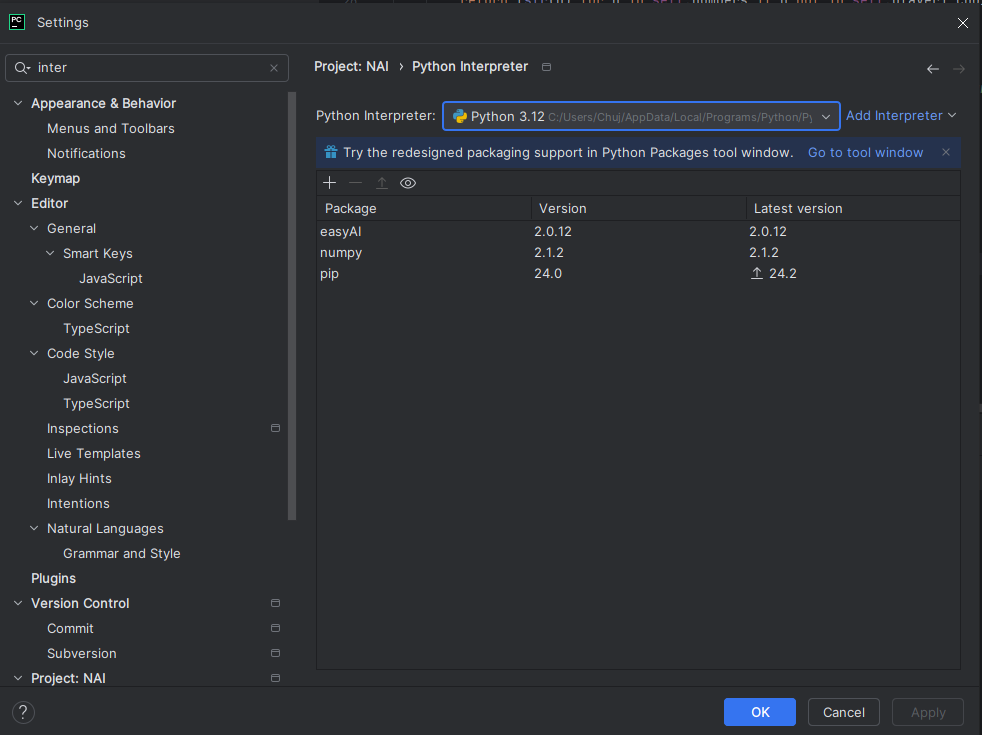 PC
Settings
inter
Project: NAI › Python Interpreter
Python Interpreter: Python 3.12 C:/Users/Chuj/AppData/Local/Programs/Python/ Add Interpreter
Try the redesigned packaging support in Python Packages tool window. Go to tool window
Package Version Latest version
easyAI 2.0.12 2.0.12
numpy 2.1.2 2.1.2
pip 24.0 24.2
Appearance & Behavior
Menus and Toolbars
Notifications
Keymap
Editor
General
Smart Keys
JavaScript
Color Scheme
TypeScript
Code Style
JavaScript
TypeScript
Inspections
Live Templates
Inlay Hints
Intentions
Natural Languages
Grammar and Style
Plugins
Version Control
Commit
Subversion
Project: NAI
?
OK Cancel Apply